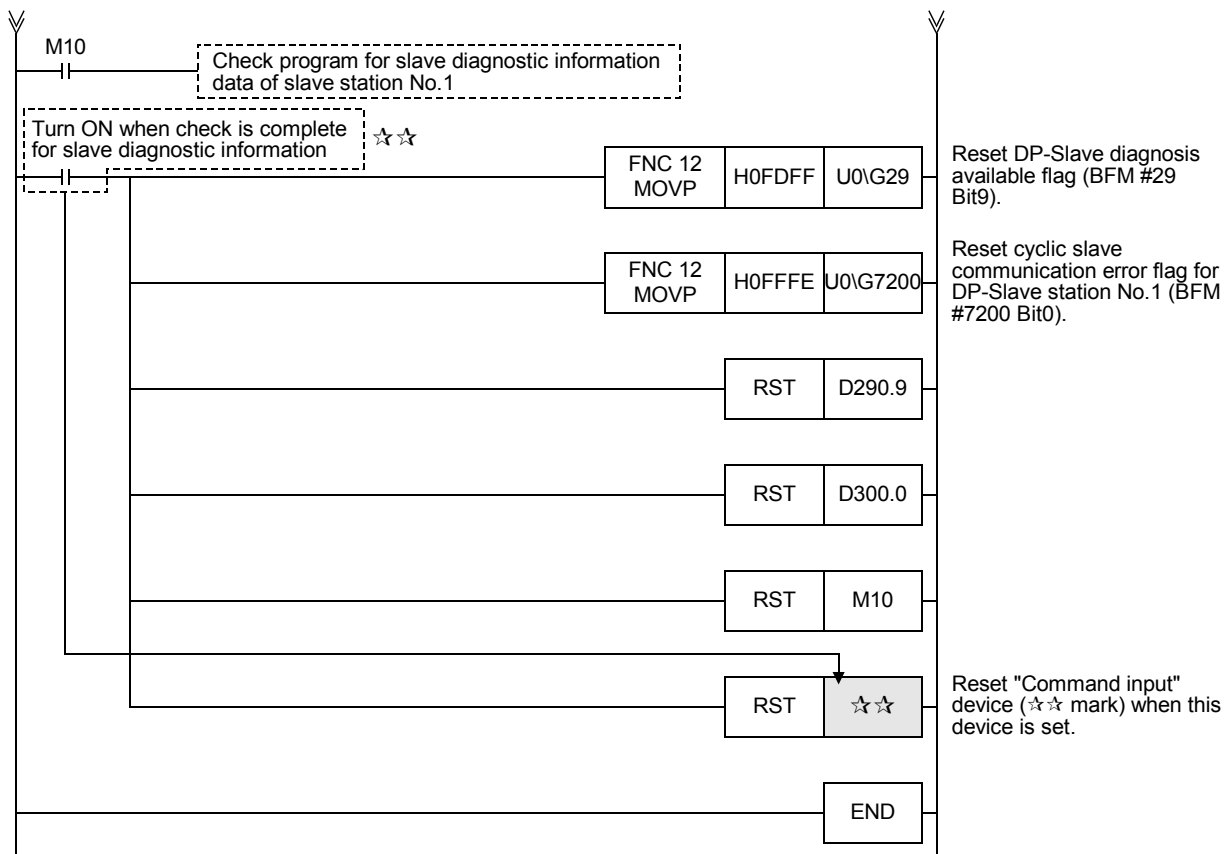 M10
Check program for slave diagnostic information
data of slave station No.1
Turn ON when check is complete
for slave diagnostic information
☆☆
FNC 12
MOVP
H0FDFF
U0\G29
Reset DP-Slave diagnosis
available flag (BFM #29
Bit9).
FNC 12
MOVP
H0FFFE
U0\G7200
Reset cyclic slave
communication error flag for
DP-Slave station No.1 (BFM
#7200 Bit0).
RST
D290.9
RST
D300.0
RST
M10
RST
☆☆
Reset "Command input"
device (☆☆ mark) when this
device is set.
END